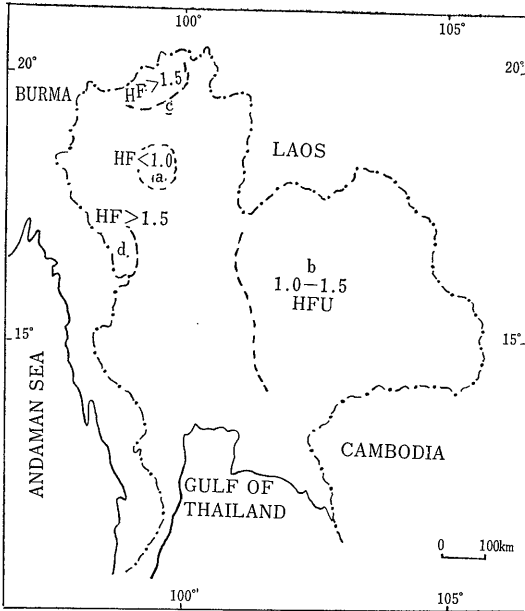 100°
105°
20°
20°
BURMA
HF>1.5
c
LAOS
HF<1.0
a
HF>1.5
d
b
1.0-1.5
HFU
15°
15°
ANDAMAN SEA
CAMBODIA
GULF OF
THAILAND
0 100km
100°
105°